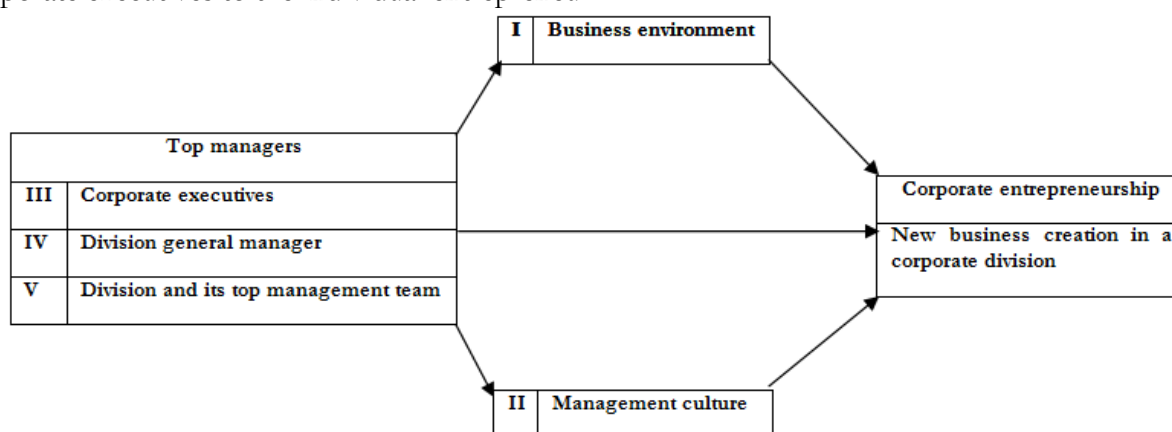 I Business environment
Top managers
III Corporate executives
IV Division general manager
V Division and its top management team
Corporate entrepreneurship
New business creation in a
corporate division
II Management culture